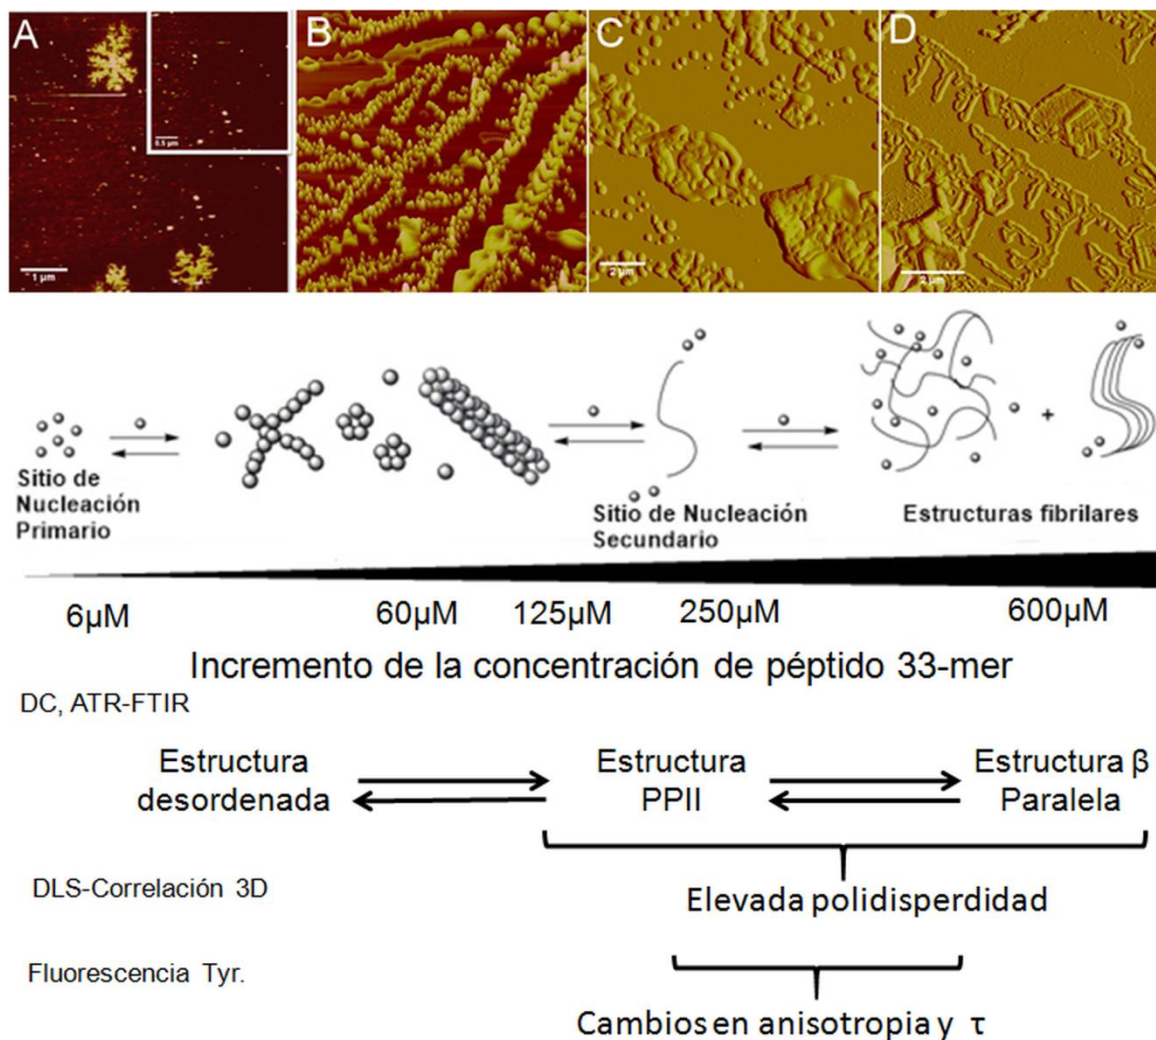 A
B
C
D
0.5 µm
1 µm
2 µm
2 µm
Sitio de
Nucleación
Primario
Sitio de Nucleación
Secundario
+
Estructuras fibrilares
6µM
60µM
125µM
250µM
600µM
Incremento de la concentración de péptido 33-mer
DC, ATR-FTIR
Estructura
desordenada
Estructura
PPII
Estructura β
Paralela
DLS-Correlación 3D
Elevada polidisperdidad
Fluorescencia Tyr.
Cambios en anisotropia y τ